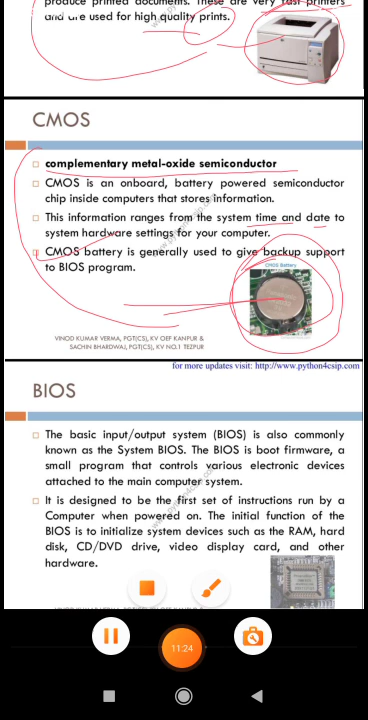 produce printed documents. These are very fast printers
and are used for high quality prints.
CMOS
complementary metal-oxide semiconductor
CMOS is an onboard, battery powered semiconductor
chip inside computers that stores information.
This information ranges from the system time and date to
system hardware settings for your computer.
CMOS battery is generally used to give backup support
to BIOS program.
CMOS Battery
www.python4csip.com
VINOD KUMAR VERMA, PGT(CS), KV OEF KANPUR &
SACHIN BHARDWAJ, PGT(CS), KV NO.1 TEZPUR
for more updates visit: http://www.python4csip.com
BIOS
The basic input/output system (BIOS) is also commonly
known as the System BIOS. The BIOS is boot firmware, a
small program that controls various electronic devices
attached to the main computer system.
It is designed to be the first set of instructions run by a
Computer when powered on. The initial function of the
BIOS is to initialize system devices such as the RAM, hard
disk, CD/DVD drive, video display card, and other
hardware.
www.python4csip.com
11:24